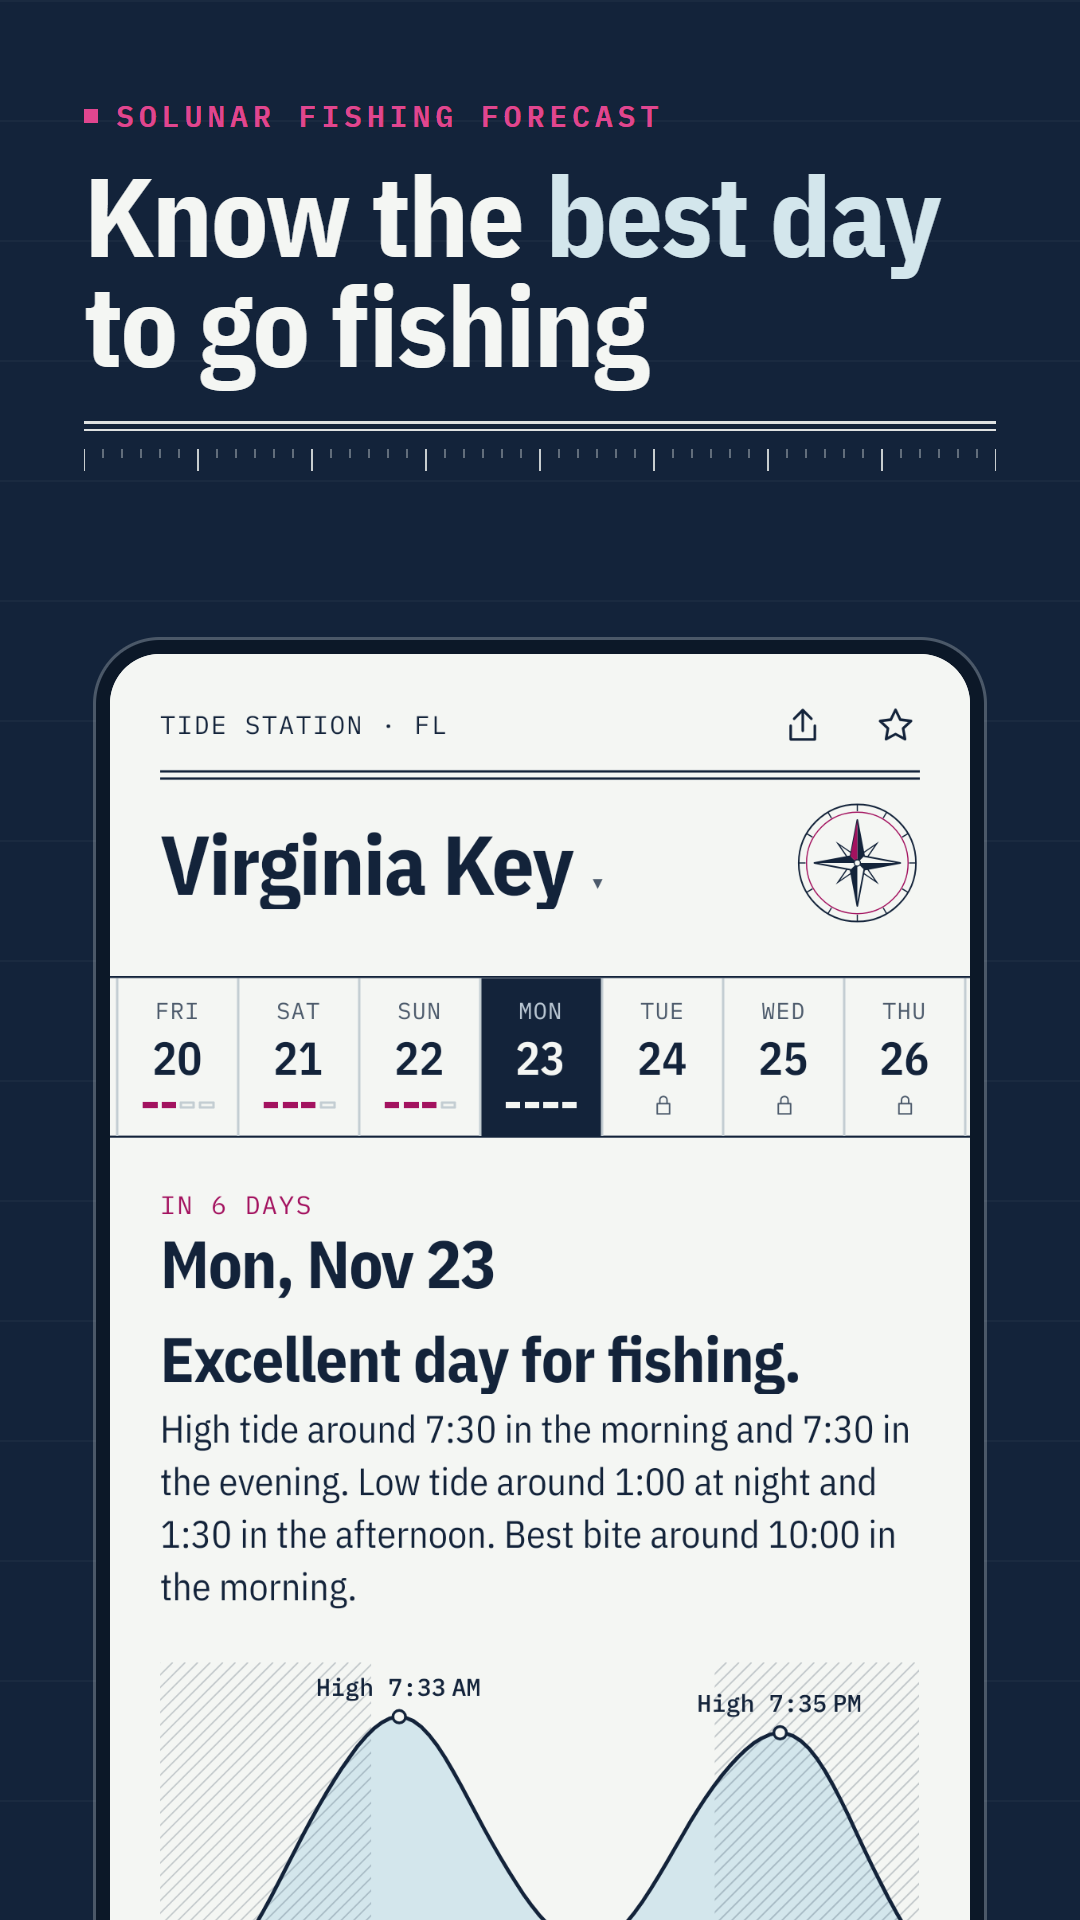 SOLUNAR FISHING FORECAST
Know the best day
to go fishing
TIDE STATION · FL
Virginia Key ▾
FRI SAT SUN MON TUE WED THU
20 21 22 23 24 25 26
IN 6 DAYS
Mon, Nov 23
Excellent day for fishing.
High tide around 7:30 in the morning and 7:30 in
the evening. Low tide around 1:00 at night and
1:30 in the afternoon. Best bite around 10:00 in
the morning.
High 7:33 AM
High 7:35 PM